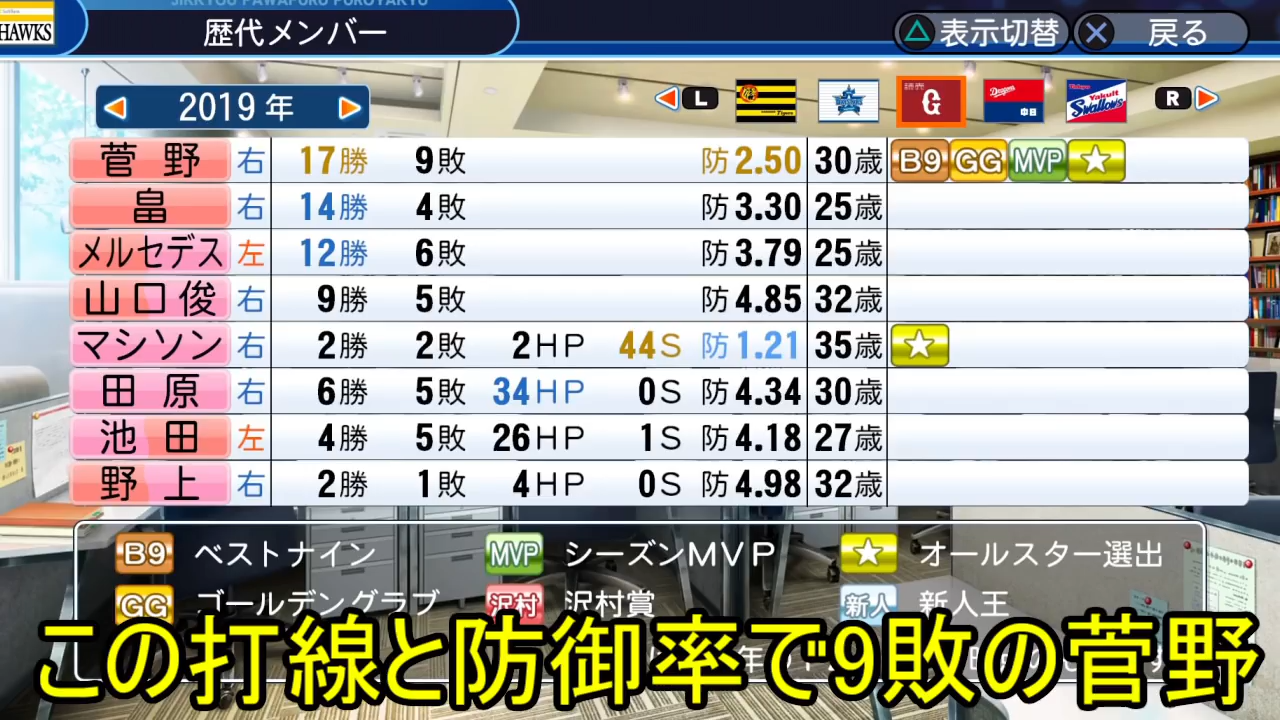 JIKKYOU PAWAFURU PUROYAKYU
HAWKS
歴代メンバー
表示切替
戻る
2019年
L
Tigers
G
Dragons
中日
Yakult
Swallows
R
菅野 右 17勝 9敗 防2.50 30歳 B9 GG MVP
畠 右 14勝 4敗 防3.30 25歳
メルセデス 左 12勝 6敗 防3.79 25歳
山口俊 右 9勝 5敗 防4.85 32歳
マシソン 右 2勝 2敗 2HP 44S 防1.21 35歳
田原 右 6勝 5敗 34HP 0S 防4.34 30歳
池田 左 4勝 5敗 26HP 1S 防4.18 27歳
野上 右 2勝 1敗 4HP 0S 防4.98 32歳
B9 ベストナイン MVP シーズンMVP ★ オールスター選出
GG ゴールデングラブ 沢村 沢村賞 新人 新人王
この打線と防御率で9敗の菅野